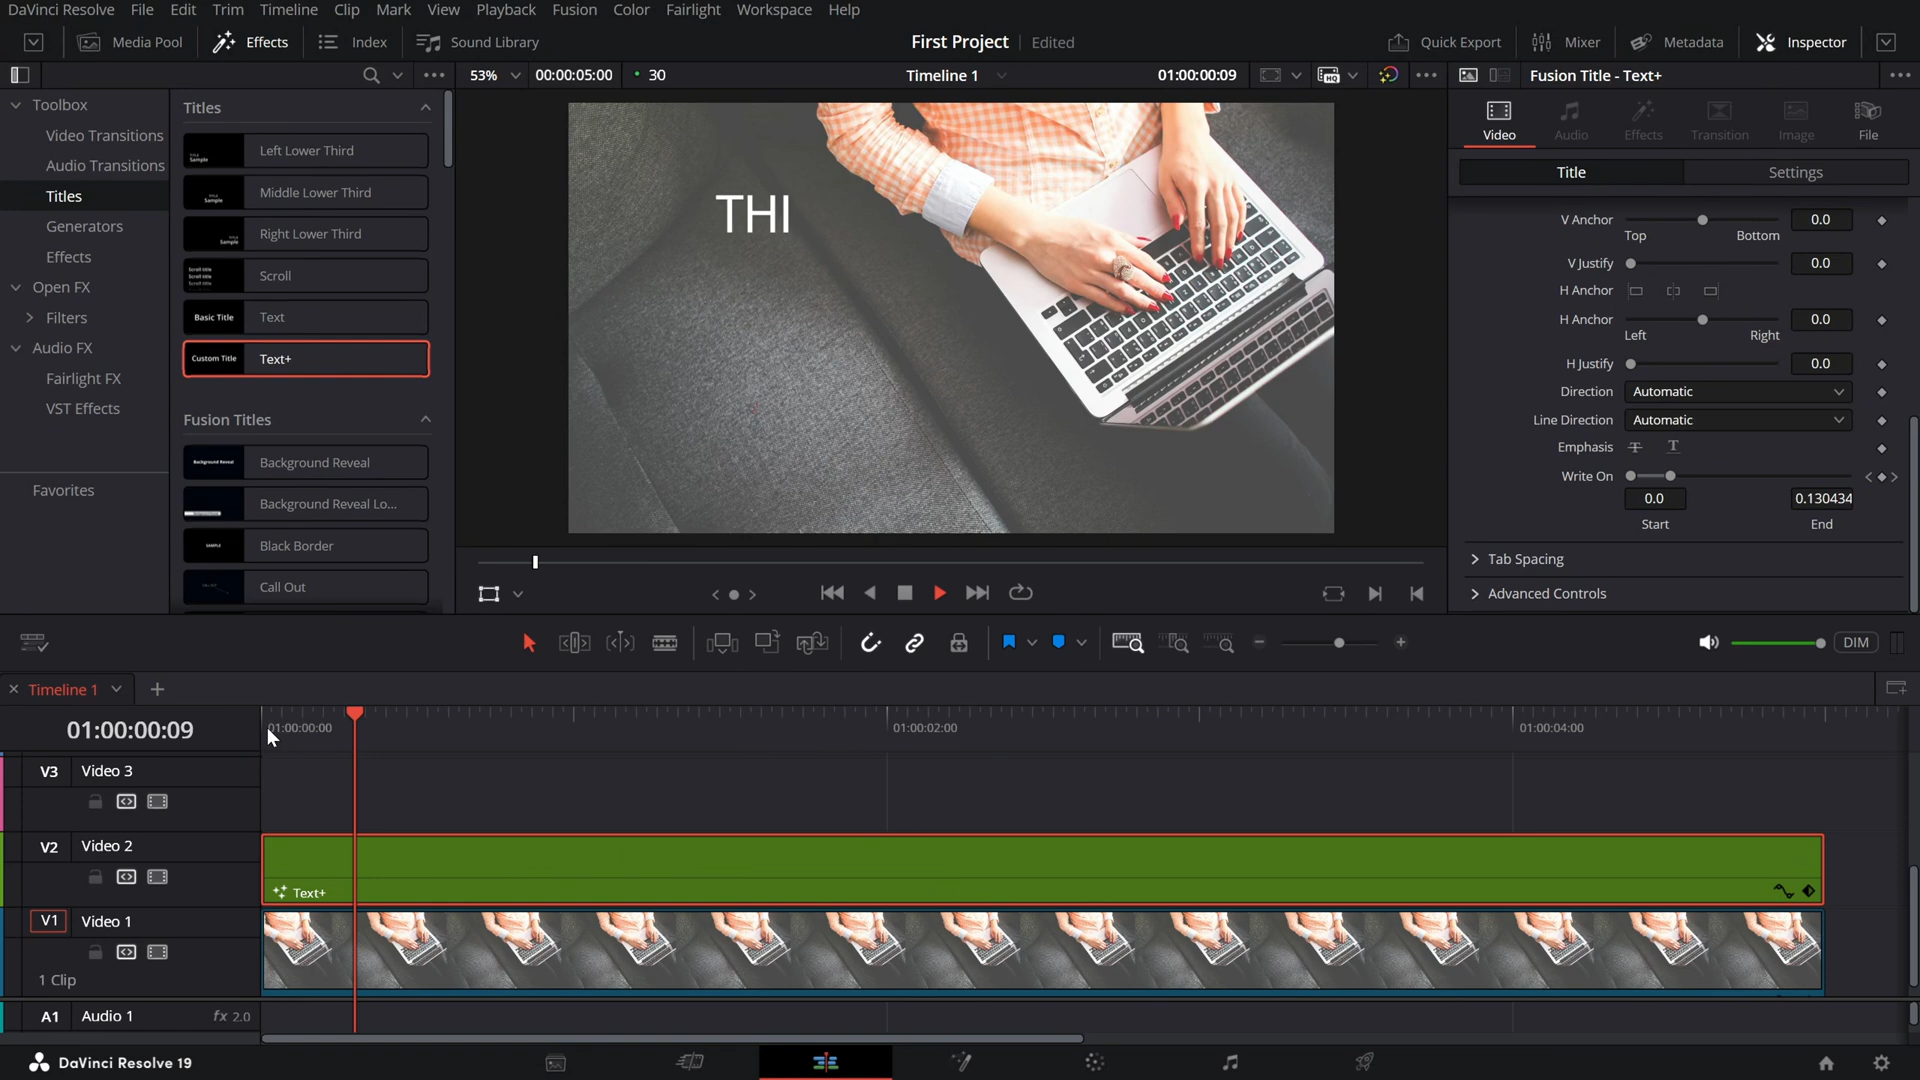 DaVinci Resolve File Edit Trim Timeline Clip Mark View Playback Fusion Color Fairlight Workspace Help
Media Pool Effects Index Sound Library First Project Edited Quick Export Mixer Metadata Inspector
53% 00:00:05:00 30 Timeline 1 01:00:00:09 Fusion Title - Text+
Toolbox
Video Transitions
Audio Transitions
Titles
Generators
Effects
Open FX
Filters
Audio FX
Fairlight FX
VST Effects
Favorites
Titles
Left Lower Third
Middle Lower Third
Right Lower Third
Scroll
Basic Title Text
Custom Title Text+
Fusion Titles
Background Reveal Background Reveal
Background Reveal Lo...
SAMPLE Black Border
Call Out
THI
Video Audio Effects Transition Image File
Title Settings
V Anchor 0.0
Top Bottom
V Justify 0.0
H Anchor
H Anchor 0.0
Left Right
H Justify 0.0
Direction Automatic
Line Direction Automatic
Emphasis
Write On
0.0 0.130434
Start End
Tab Spacing
Advanced Controls
DIM
Timeline 1
01:00:00:09 01:00:00:00 01:00:02:00 01:00:04:00
V3 Video 3
V2 Video 2
Text+
V1 Video 1
1 Clip
A1 Audio 1 fx 2.0
DaVinci Resolve 19